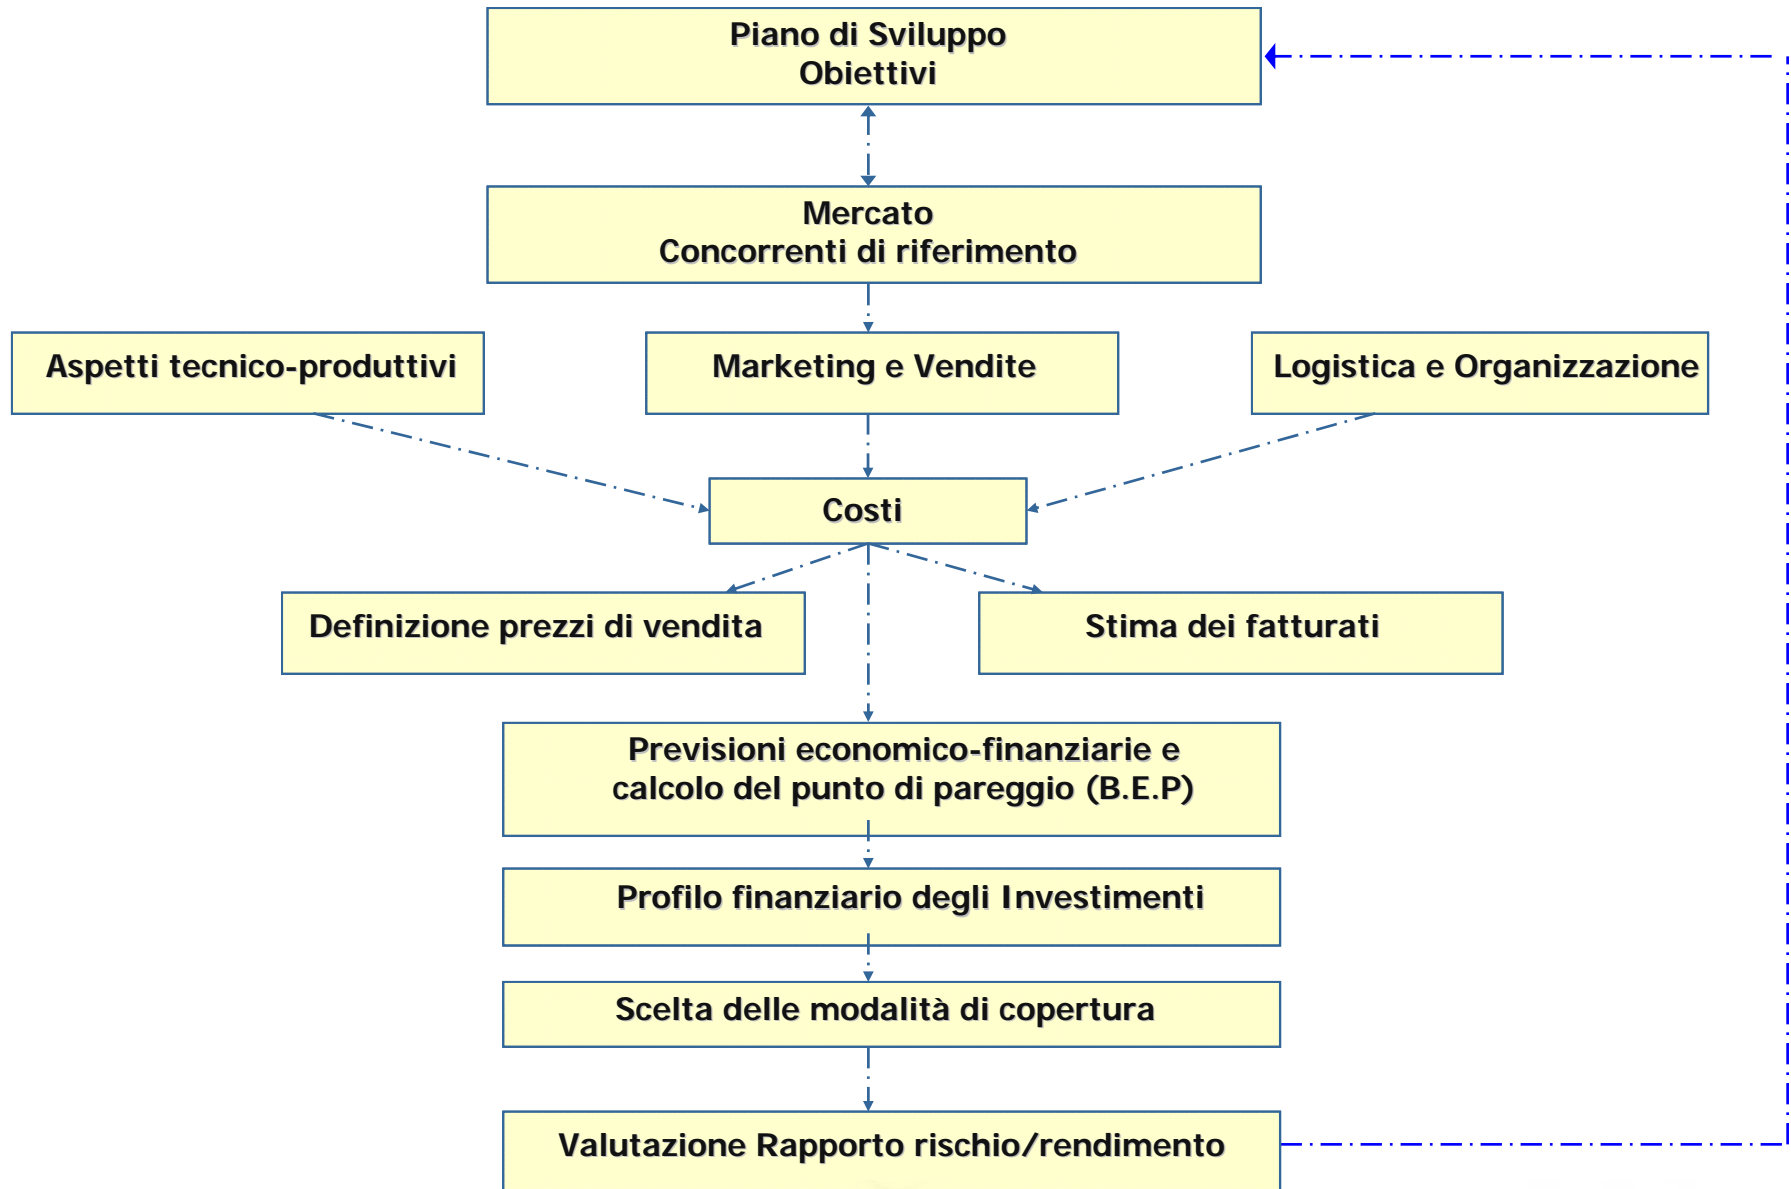 Piano di Sviluppo
Obiettivi
Mercato
Concorrenti di riferimento
Aspetti tecnico-produttivi
Marketing e Vendite
Logistica e Organizzazione
Costi
Definizione prezzi di vendita
Stima dei fatturati
Previsioni economico-finanziarie e
calcolo del punto di pareggio (B.E.P)
Profilo finanziario degli Investimenti
Scelta delle modalità di copertura
Valutazione Rapporto rischio/rendimento